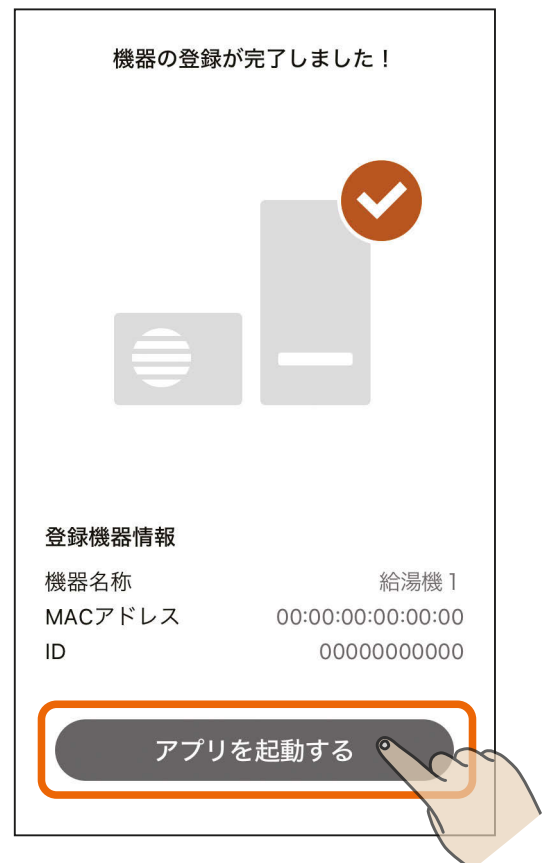 機器の登録が完了しました！
登録機器情報
機器名称 給湯機1
MACアドレス 00:00:00:00:00:00
ID 00000000000
アプリを起動する